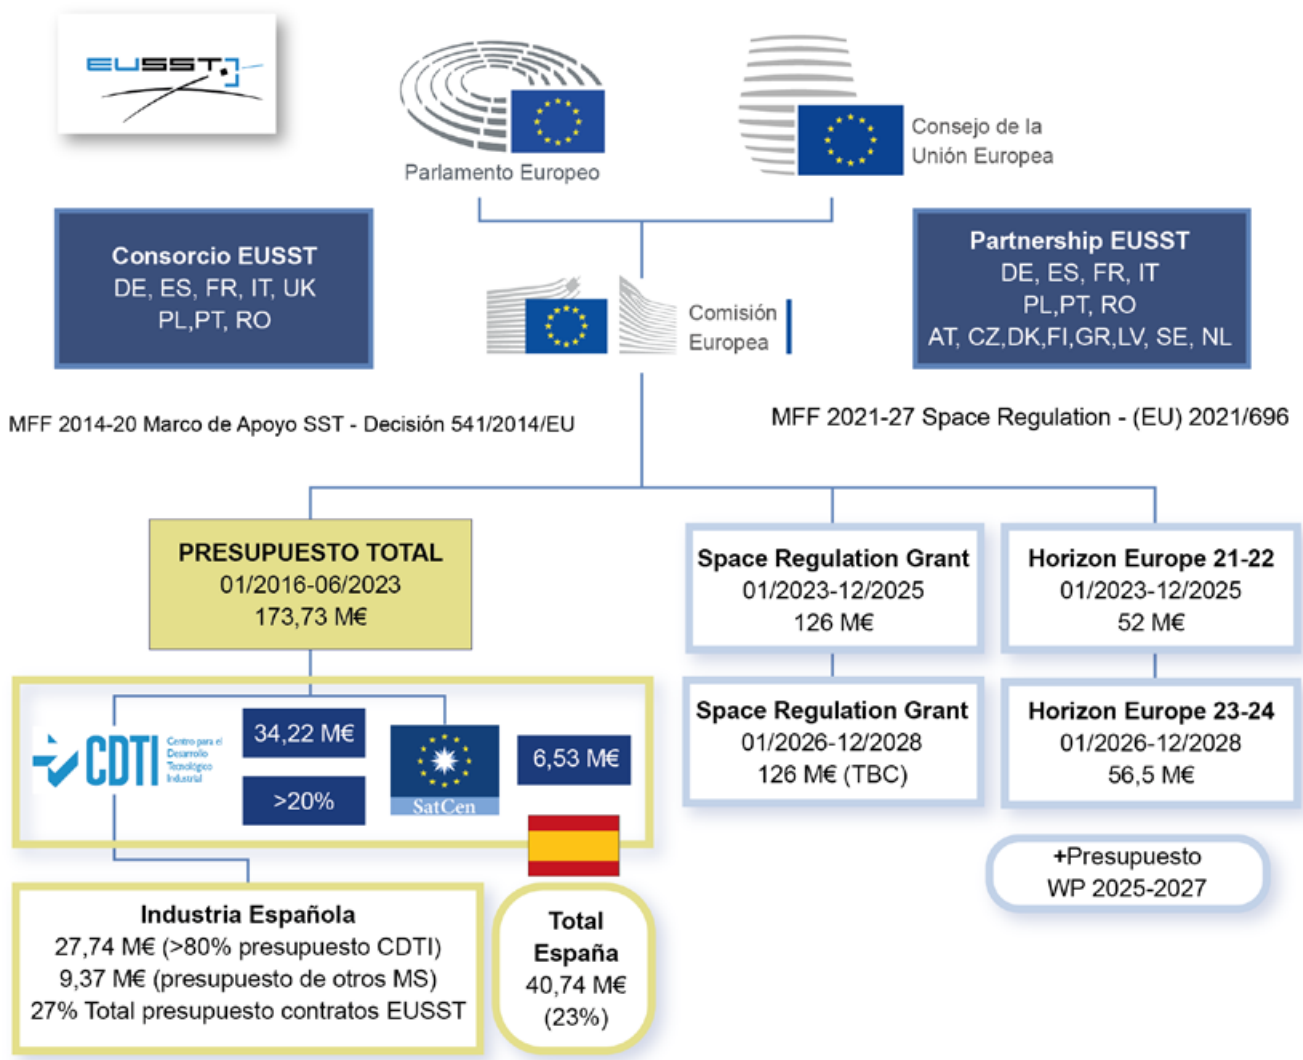 EUSST
Parlamento Europeo
Consejo de la
Unión Europea
Consorcio EUSST
DE, ES, FR, IT, UK
PL,PT, RO
Partnership EUSST
DE, ES, FR, IT
PL,PT, RO
AT, CZ,DK,FI,GR,LV, SE, NL
Comisión
Europea
MFF 2014-20 Marco de Apoyo SST - Decisión 541/2014/EU
MFF 2021-27 Space Regulation - (EU) 2021/696
PRESUPUESTO TOTAL
01/2016-06/2023
173,73 M€
Space Regulation Grant
01/2023-12/2025
126 M€
Horizon Europe 21-22
01/2023-12/2025
52 M€
Space Regulation Grant
01/2026-12/2028
126 M€ (TBC)
Horizon Europe 23-24
01/2026-12/2028
56,5 M€
+Presupuesto
WP 2025-2027
CDTI
Centro para el
Desarrollo
Tecnológico
Industrial
34,22 M€
>20%
SatCen
6,53 M€
Industria Española
27,74 M€ (>80% presupuesto CDTI)
9,37 M€ (presupuesto de otros MS)
27% Total presupuesto contratos EUSST
Total
España
40,74 M€
(23%)